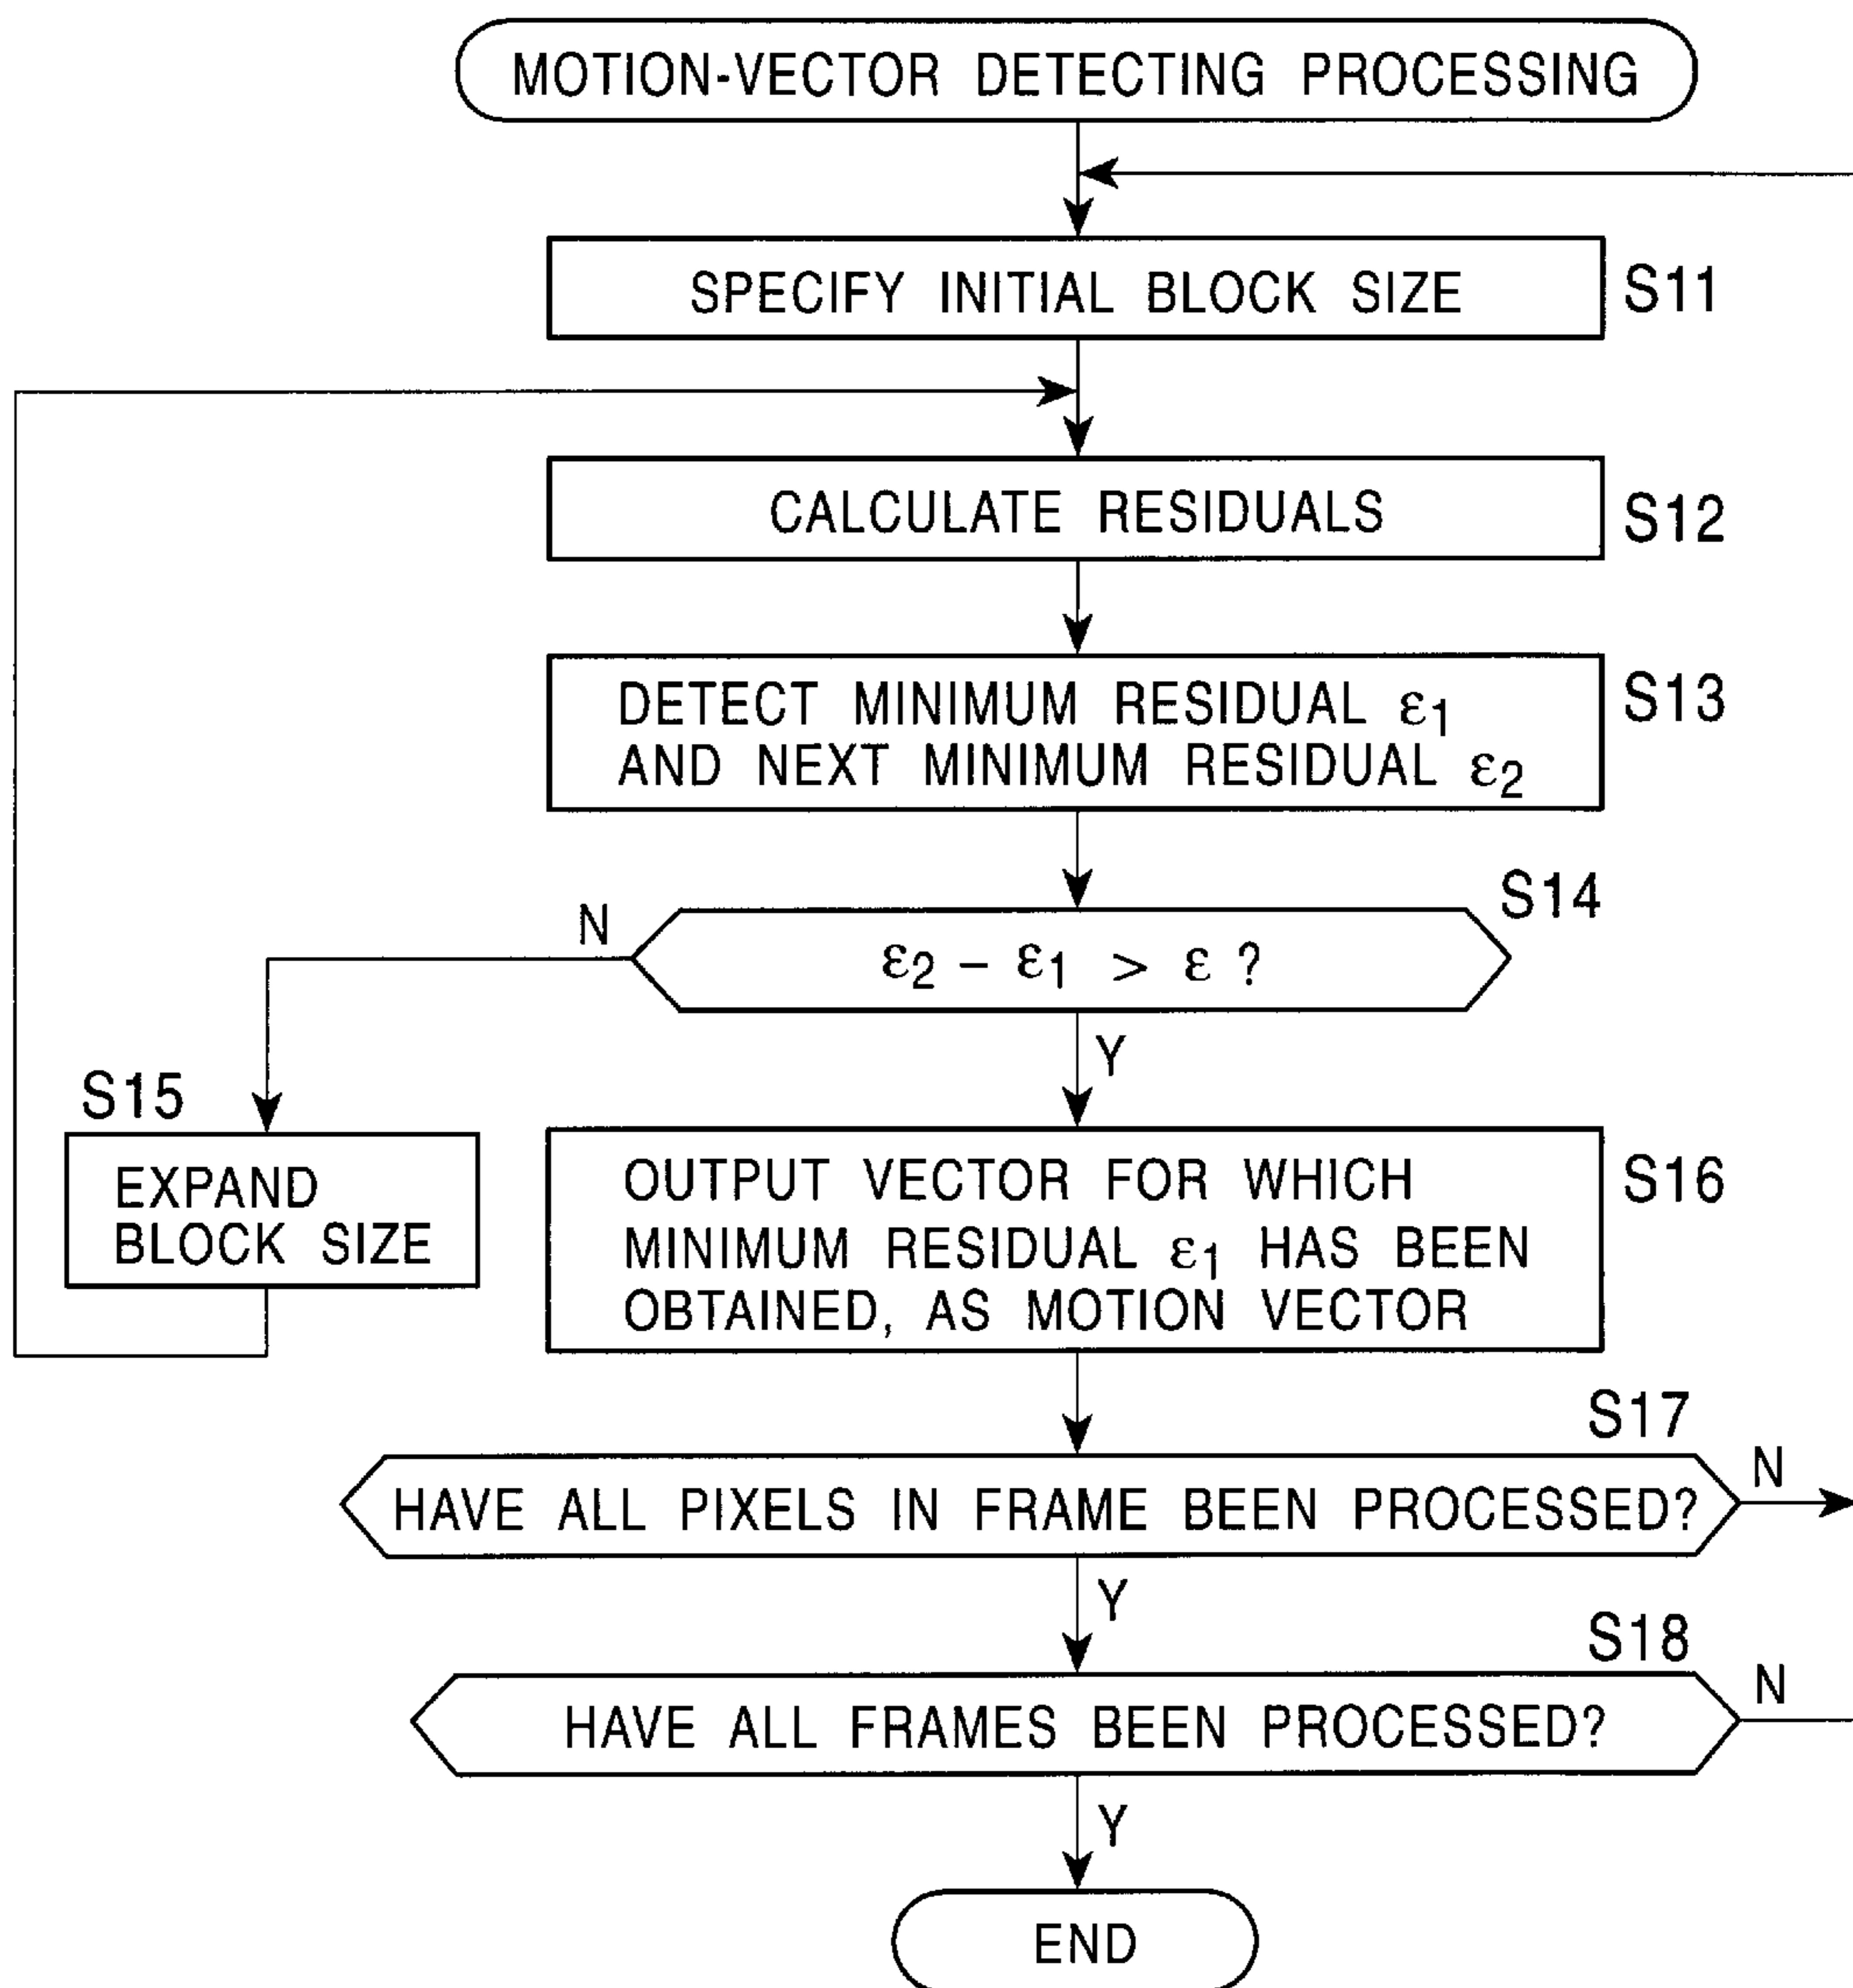 MOTION-VECTOR DETECTING PROCESSING
SPECIFY INITIAL BLOCK SIZE
S11
CALCULATE RESIDUALS
S12
DETECT MINIMUM RESIDUAL ε1
AND NEXT MINIMUM RESIDUAL ε2
S13
S14
N
ε2 – ε1 > ε ?
Y
S15
EXPAND
BLOCK SIZE
OUTPUT VECTOR FOR WHICH
MINIMUM RESIDUAL ε1 HAS BEEN
OBTAINED, AS MOTION VECTOR
S16
S17
HAVE ALL PIXELS IN FRAME BEEN PROCESSED?
N
Y
S18
HAVE ALL FRAMES BEEN PROCESSED?
N
Y
END